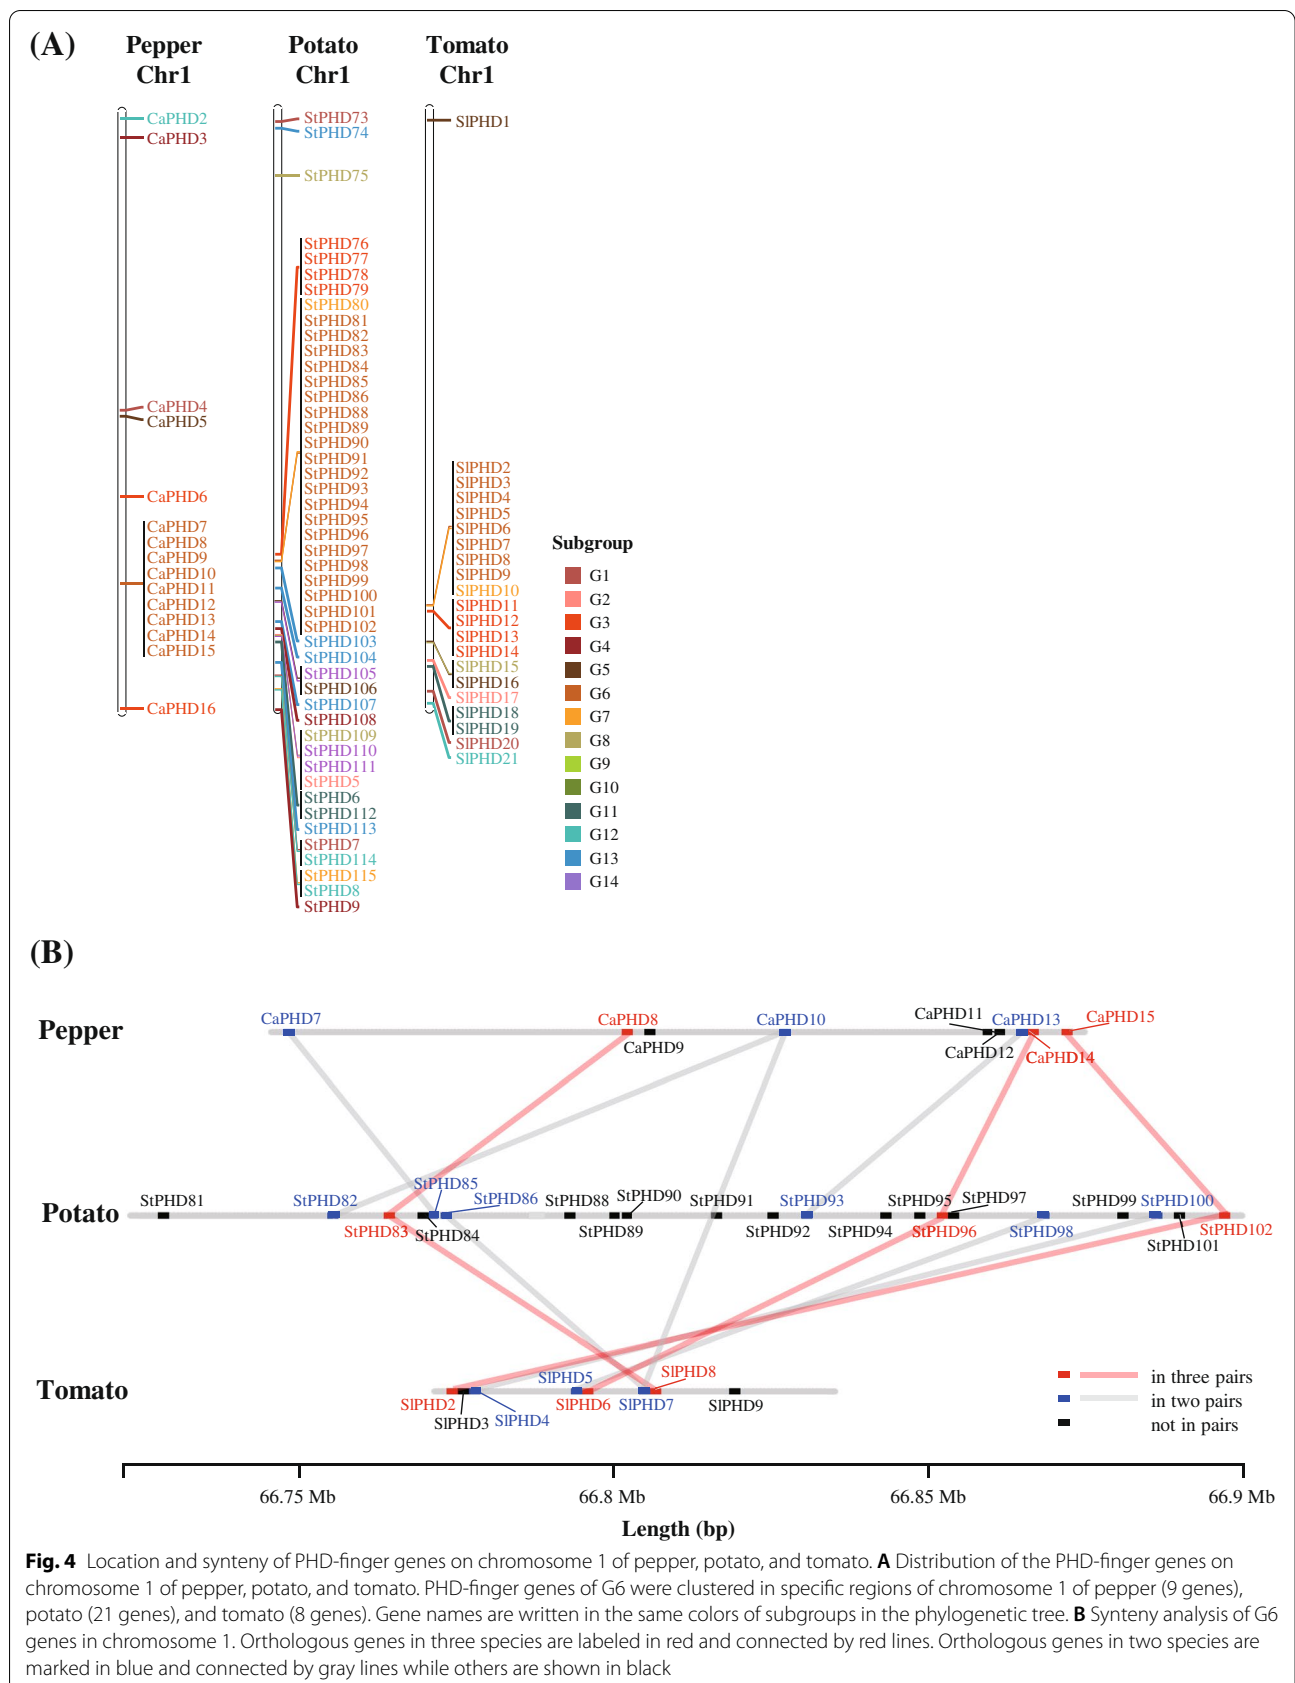 (A)
Pepper
Chr1
Potato
Chr1
Tomato
Chr1
CaPHD2
CaPHD3
CaPHD4
CaPHD5
CaPHD6
CaPHD7
CaPHD8
CaPHD9
CaPHD10
CaPHD11
CaPHD12
CaPHD13
CaPHD14
CaPHD15
CaPHD16
StPHD73
StPHD74
StPHD75
StPHD76
StPHD77
StPHD78
StPHD79
StPHD80
StPHD81
StPHD82
StPHD83
StPHD84
StPHD85
StPHD86
StPHD88
StPHD89
StPHD90
StPHD91
StPHD92
StPHD93
StPHD94
StPHD95
StPHD96
StPHD97
StPHD98
StPHD99
StPHD100
StPHD101
StPHD102
StPHD103
StPHD104
StPHD105
StPHD106
StPHD107
StPHD108
StPHD109
StPHD110
StPHD111
StPHD5
StPHD6
StPHD112
StPHD113
StPHD7
StPHD114
StPHD115
StPHD8
StPHD9
SlPHD1
SlPHD2
SlPHD3
SlPHD4
SlPHD5
SlPHD6
SlPHD7
SlPHD8
SlPHD9
SlPHD10
SlPHD11
SlPHD12
SlPHD13
SlPHD14
SlPHD15
SlPHD16
SlPHD17
SlPHD18
SlPHD19
SlPHD20
SlPHD21
Subgroup
G1
G2
G3
G4
G5
G6
G7
G8
G9
G10
G11
G12
G13
G14
(B)
Pepper
CaPHD7
CaPHD8
CaPHD9
CaPHD10
CaPHD11
CaPHD12
CaPHD13
CaPHD14
CaPHD15
Potato
StPHD81
StPHD82
StPHD83
StPHD84
StPHD85
StPHD86
StPHD88
StPHD89
StPHD90
StPHD91
StPHD92
StPHD93
StPHD94
StPHD95
StPHD96
StPHD97
StPHD98
StPHD99
StPHD100
StPHD101
StPHD102
Tomato
SlPHD2
SlPHD3
SlPHD4
SlPHD5
SlPHD6
SlPHD7
SlPHD8
SlPHD9
in three pairs
in two pairs
not in pairs
66.75 Mb
66.8 Mb
66.85 Mb
66.9 Mb
Length (bp)
Fig. 4 Location and synteny of PHD-finger genes on chromosome 1 of pepper, potato, and tomato. A Distribution of the PHD-finger genes on
chromosome 1 of pepper, potato, and tomato. PHD-finger genes of G6 were clustered in specific regions of chromosome 1 of pepper (9 genes),
potato (21 genes), and tomato (8 genes). Gene names are written in the same colors of subgroups in the phylogenetic tree. B Synteny analysis of G6
genes in chromosome 1. Orthologous genes in three species are labeled in red and connected by red lines. Orthologous genes in two species are
marked in blue and connected by gray lines while others are shown in black